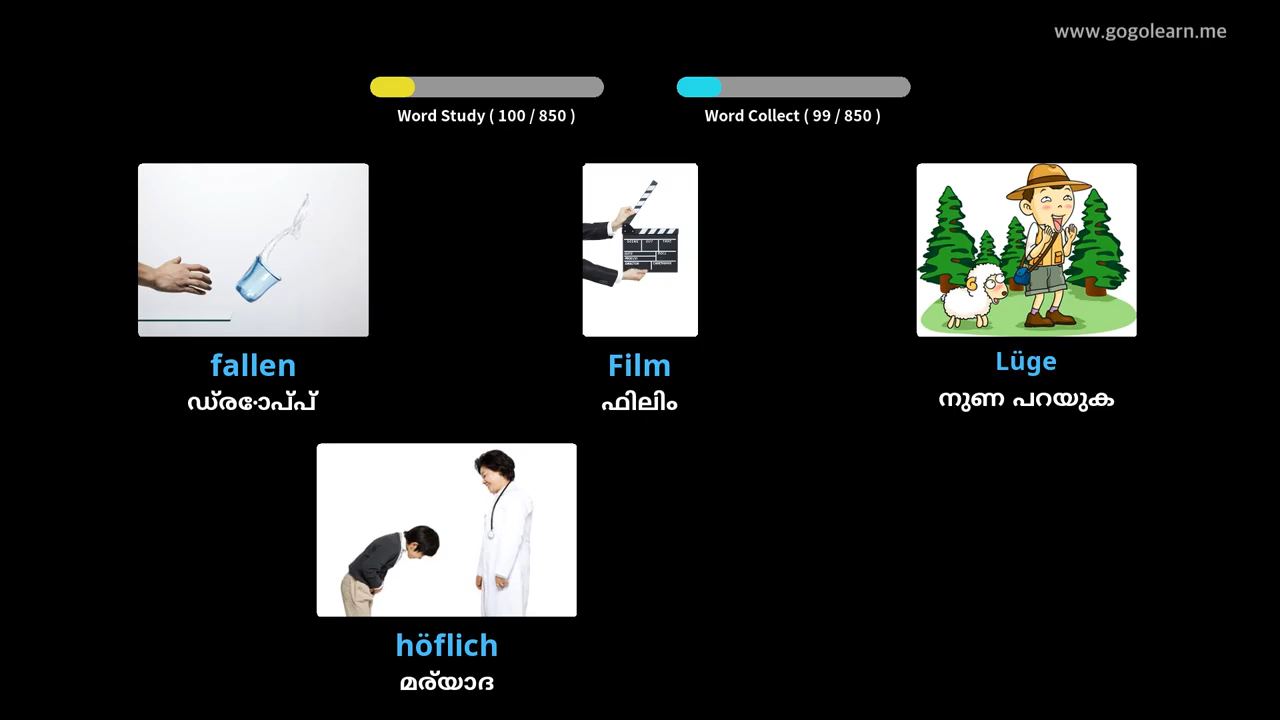 www.gogolearn.me
Word Study ( 100 / 850 )
Word Collect ( 99 / 850 )
fallen
ഡ്രോപ്പ്
Film
ഫിലിം
Lüge
നുണ പറയുക
höflich
മര്യാദ